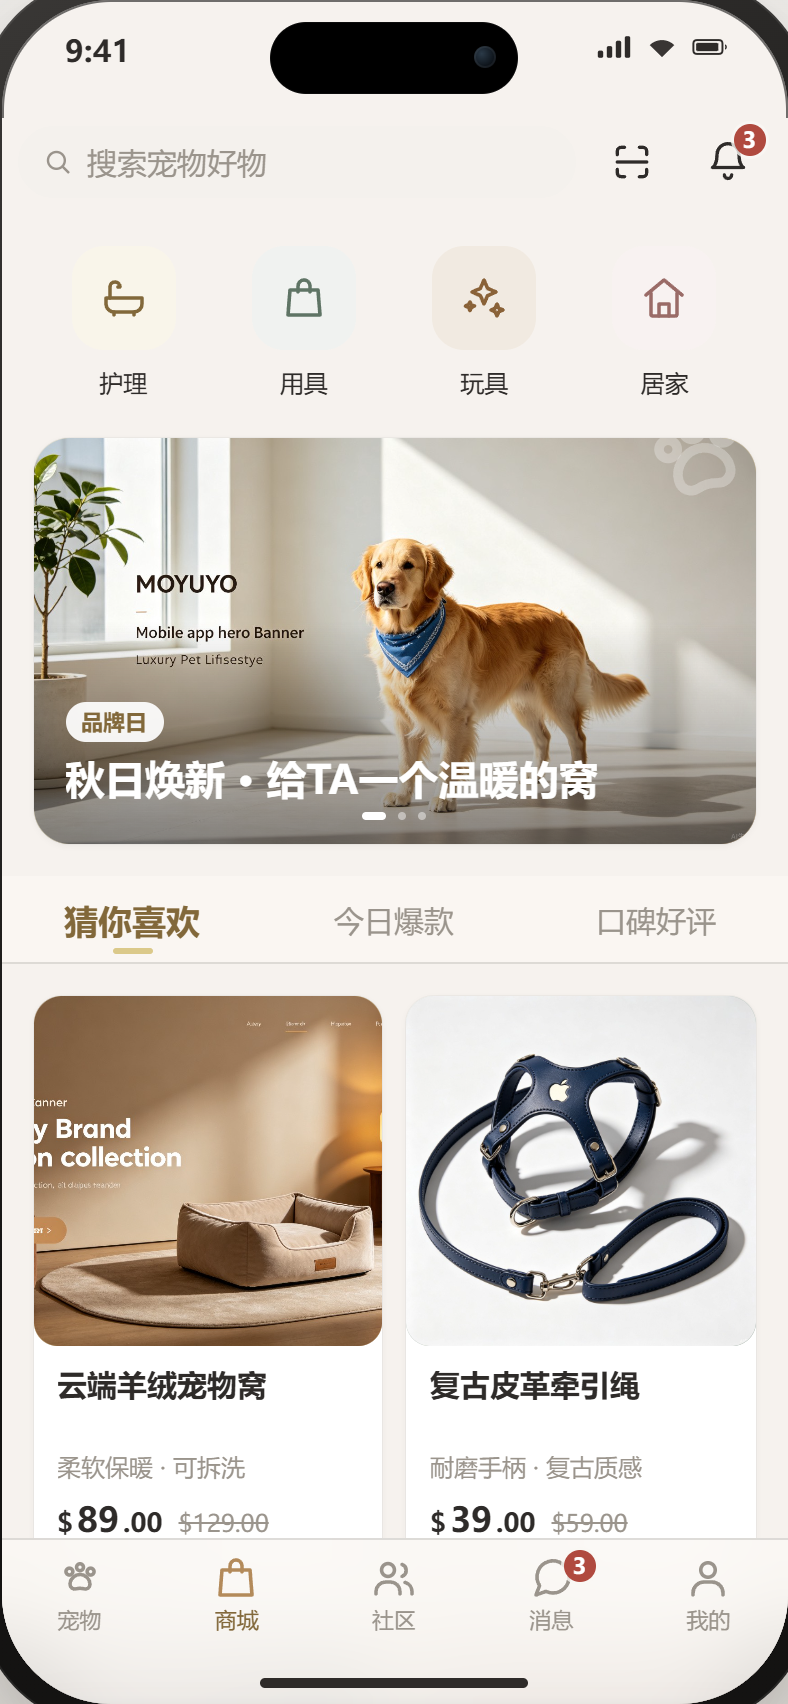 9:41
搜索宠物好物
3
护理
用具
玩具
居家
MOYUYO
Mobile app hero Banner
Luxury Pet Lifisestye
品牌日
秋日焕新·给TA一个温暖的窝
猜你喜欢
今日爆款
口碑好评
anner
y Brand
on collection
云端羊绒宠物窝
柔软保暖·可拆洗
$89.00 $129.00
复古皮革牵引绳
耐磨手柄·复古质感
$39.00 $59.00
宠物
商城
社区
3
消息
我的